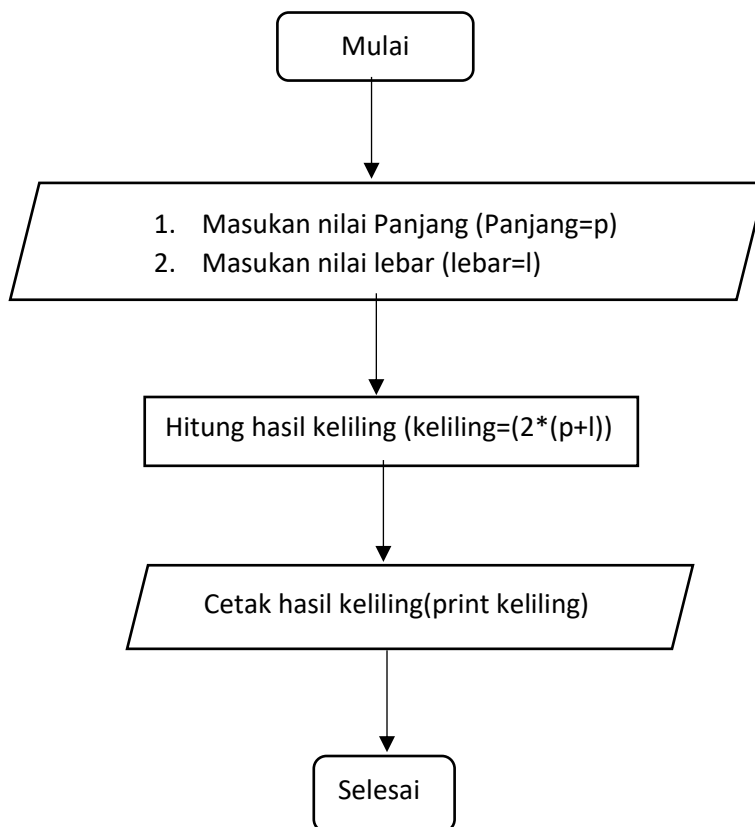 Mulai
1. Masukan nilai Panjang (Panjang=p)
2. Masukan nilai lebar (lebar=l)
Hitung hasil keliling (keliling=(2*(p+l))
Cetak hasil keliling(print keliling)
Selesai